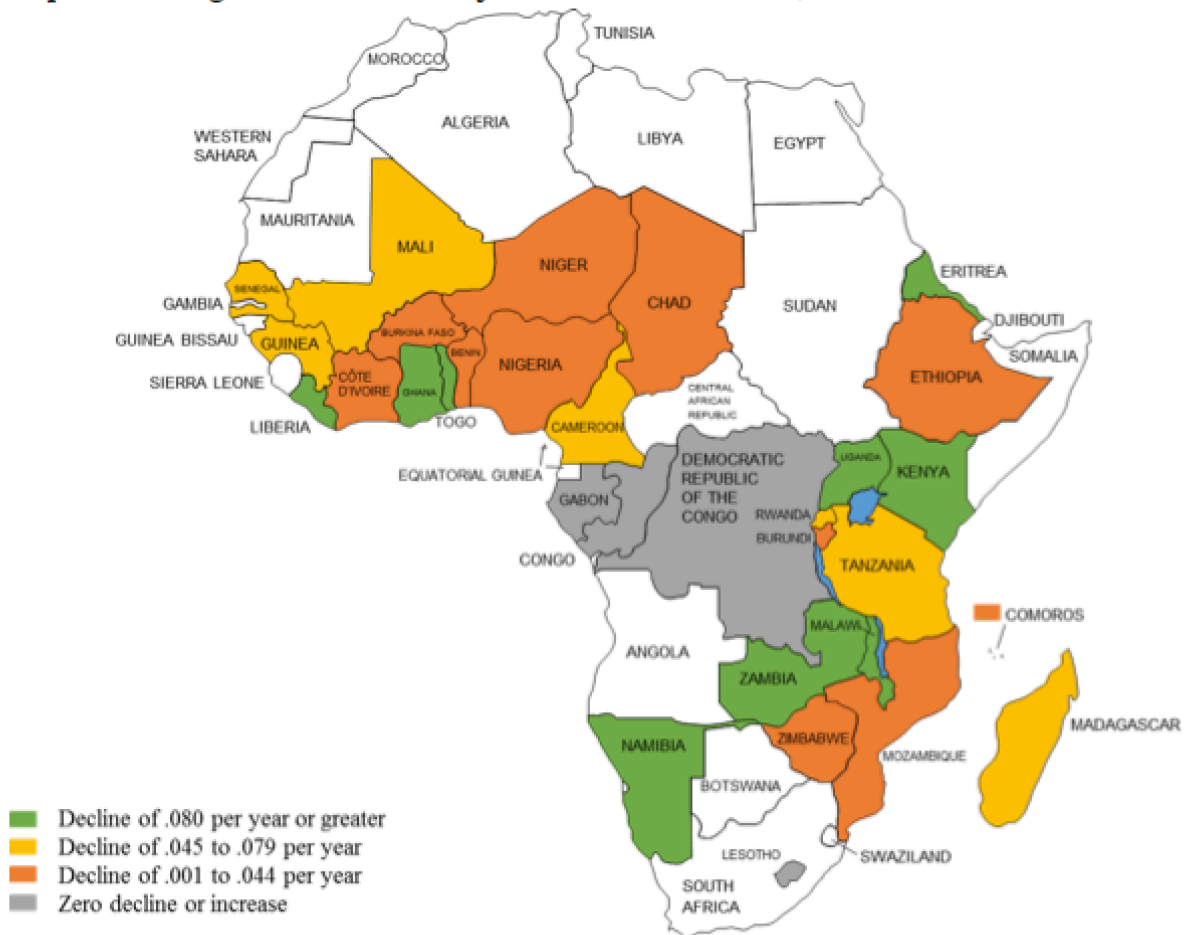 TUNISIA
MOROCCO
ALGERIA
LIBYA
EGYPT
WESTERN
SAHARA
MAURITANIA
MALI
NIGER
CHAD
SUDAN
ERITREA
SENEGAL
GAMBIA
GUINEA BISSAU
GUINEA
SIERRA LEONE
LIBERIA
CÔTE
D'IVOIRE
BURKINA FASO
GHANA
BENIN
TOGO
NIGERIA
CAMEROON
CENTRAL
AFRICAN
REPUBLIC
DJIBOUTI
SOMALIA
ETHIOPIA
EQUATORIAL GUINEA
GABON
CONGO
DEMOCRATIC
REPUBLIC
OF THE
CONGO
UGANDA
KENYA
RWANDA
BURUNDI
TANZANIA
COMOROS
ANGOLA
MALAWI
ZAMBIA
MADAGASCAR
NAMIBIA
ZIMBABWE
MOZAMBIQUE
BOTSWANA
LESOTHO
SWAZILAND
SOUTH
AFRICA
Decline of .080 per year or greater
Decline of .045 to .079 per year
Decline of .001 to .044 per year
Zero decline or increase